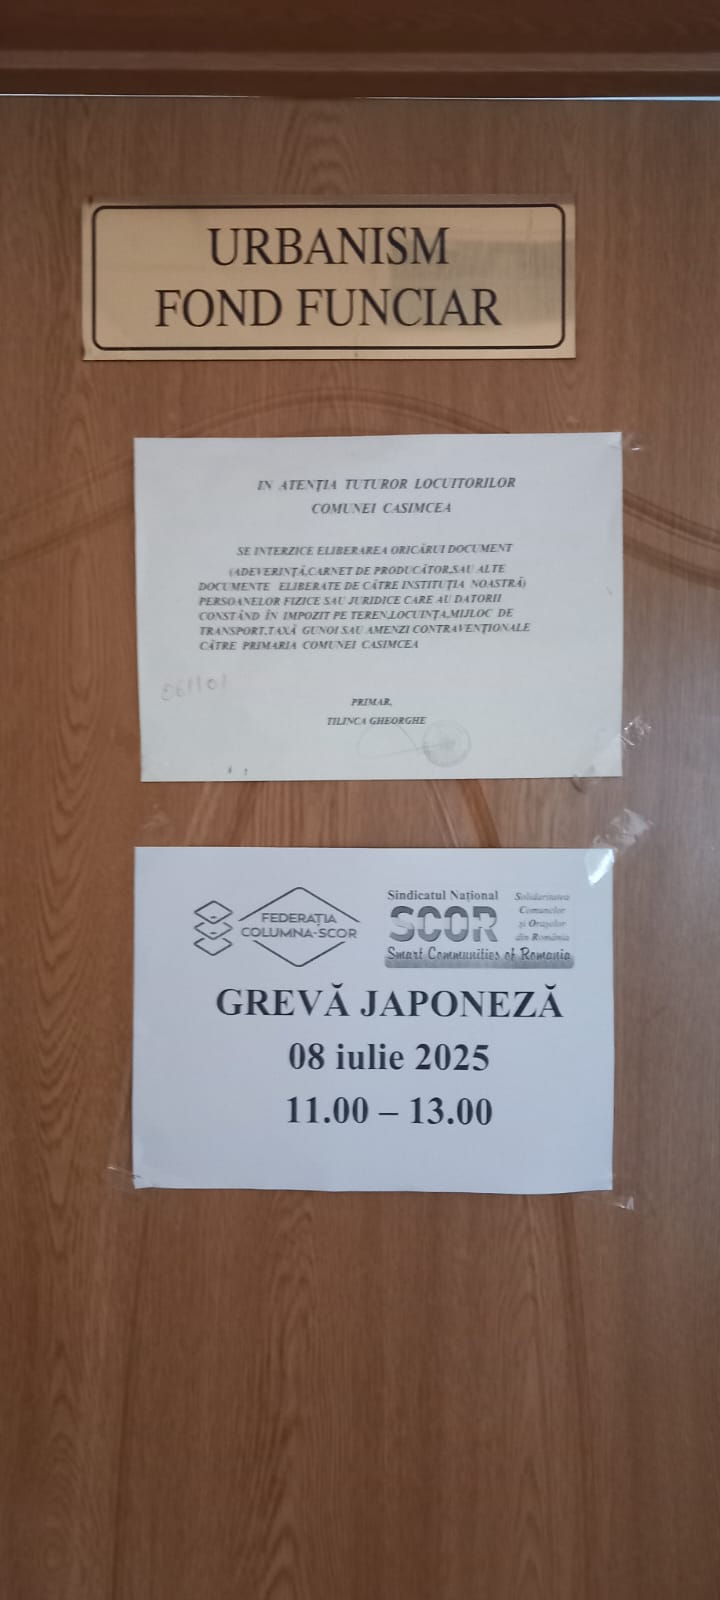 URBANISM
FOND FUNCIAR
IN ATENȚIA TUTUROR LOCUITORILOR
COMUNEI CASIMCEA
SE INTERZICE ELIBERAREA ORICĂRUI DOCUMENT
(ADEVERINȚĂ,CARNET DE PRODUCĂTOR,SAU ALTE
DOCUMENTE ELIBERATE DE CĂTRE INSTITUȚIA NOASTRĂ)
PERSOANELOR FIZICE SAU JURIDICE CARE AU DATORII
CONSTÂND ÎN IMPOZIT PE TEREN,LOCUINȚA,MIJLOC DE
TRANSPORT,TAXĂ GUNOI SAU AMENZI CONTRAVENȚIONALE
CĂTRE PRIMARIA COMUNEI CASIMCEA
PRIMAR,
TILINCA GHEORGHE
FEDERAȚIA
COLUMNA-SCOR
Sindicatul Național
SCOR
Smart Communities of Romania
Solidaritatea
Comunelor
și Orașelor
din România
GREVĂ JAPONEZĂ
08 iulie 2025
11.00 – 13.00